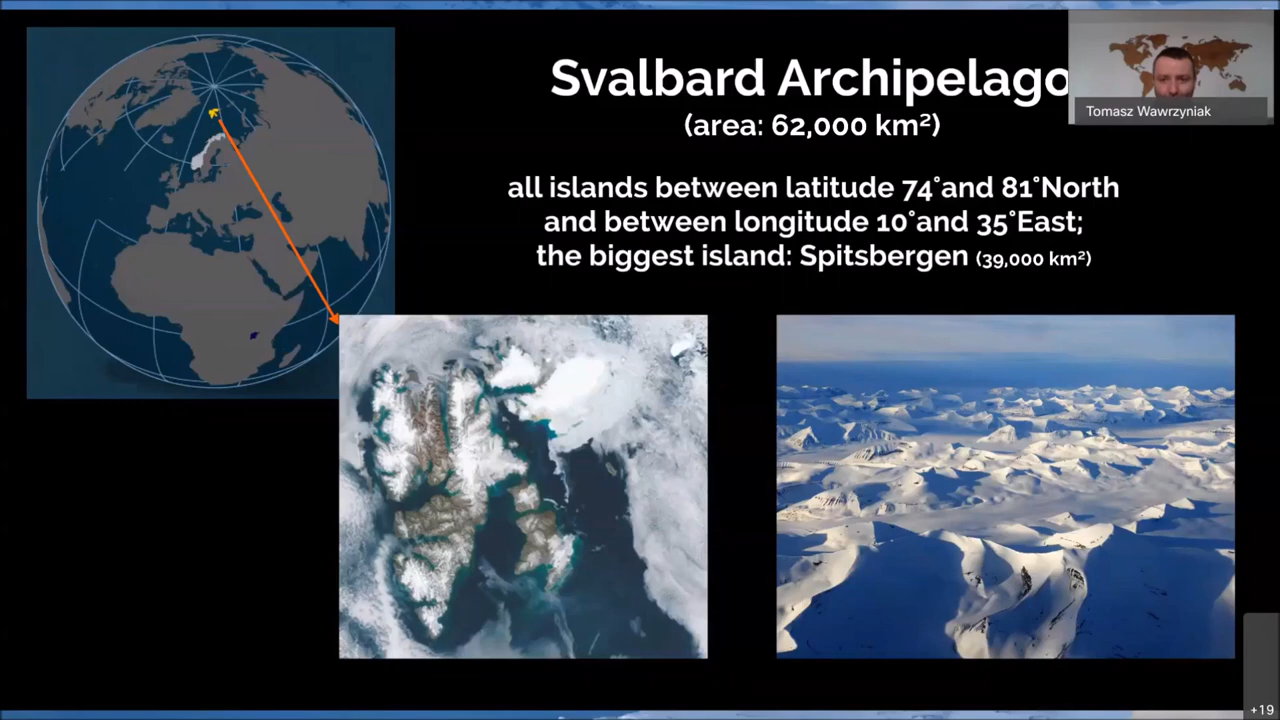 Svalbard Archipelago
(area: 62,000 km²)
all islands between latitude 74°and 81°North
and between longitude 10°and 35°East;
the biggest island: Spitsbergen (39,000 km²)
Tomasz Wawrzyniak
+19